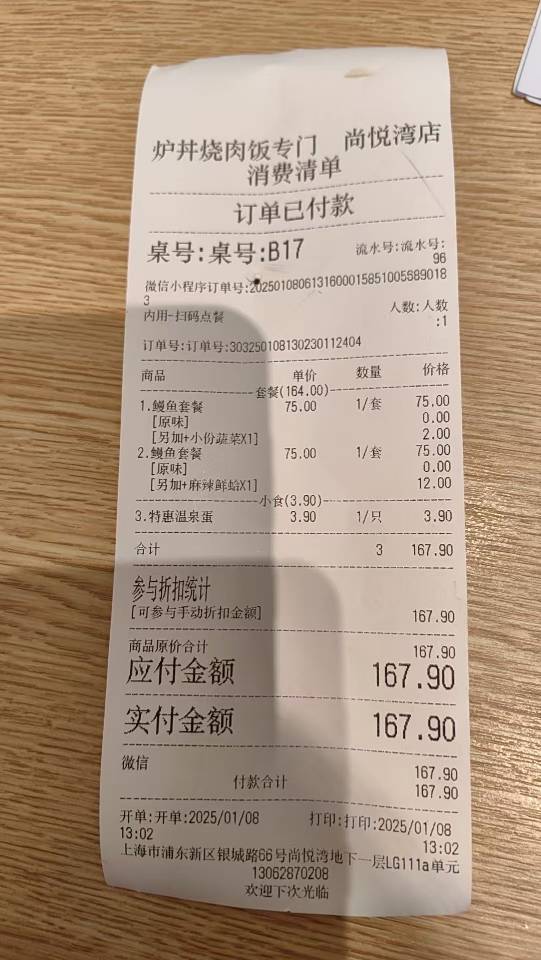 炉丼烧肉饭专门 尚悦湾店
消费清单
订单已付款
桌号:桌号:B17 流水号:流水号:
96
微信小程序订单号:2025010806131600015851005589018
3
内用-扫码点餐 人数:人数
:1
订单号:订单号:303250108130230112404
商品 单价 数量 价格
套餐(164.00)
1.鳗鱼套餐 75.00 1/套 75.00
[原味] 0.00
[另加+小份蔬菜X1] 2.00
2.鳗鱼套餐 75.00 1/套 75.00
[原味] 0.00
[另加+麻辣鲜蛤X1] 12.00
小食(3.90)
3.特惠温泉蛋 3.90 1/只 3.90
合计 3 167.90
参与折扣统计
[可参与手动折扣金额] 167.90
商品原价合计 167.90
应付金额 167.90
实付金额 167.90
微信 167.90
付款合计 167.90
开单:开单:2025/01/08 打印:打印:2025/01/08
13:02 13:02
上海市浦东新区银城路66号尚悦湾地下一层LG111a单元
13062870208
欢迎下次光临